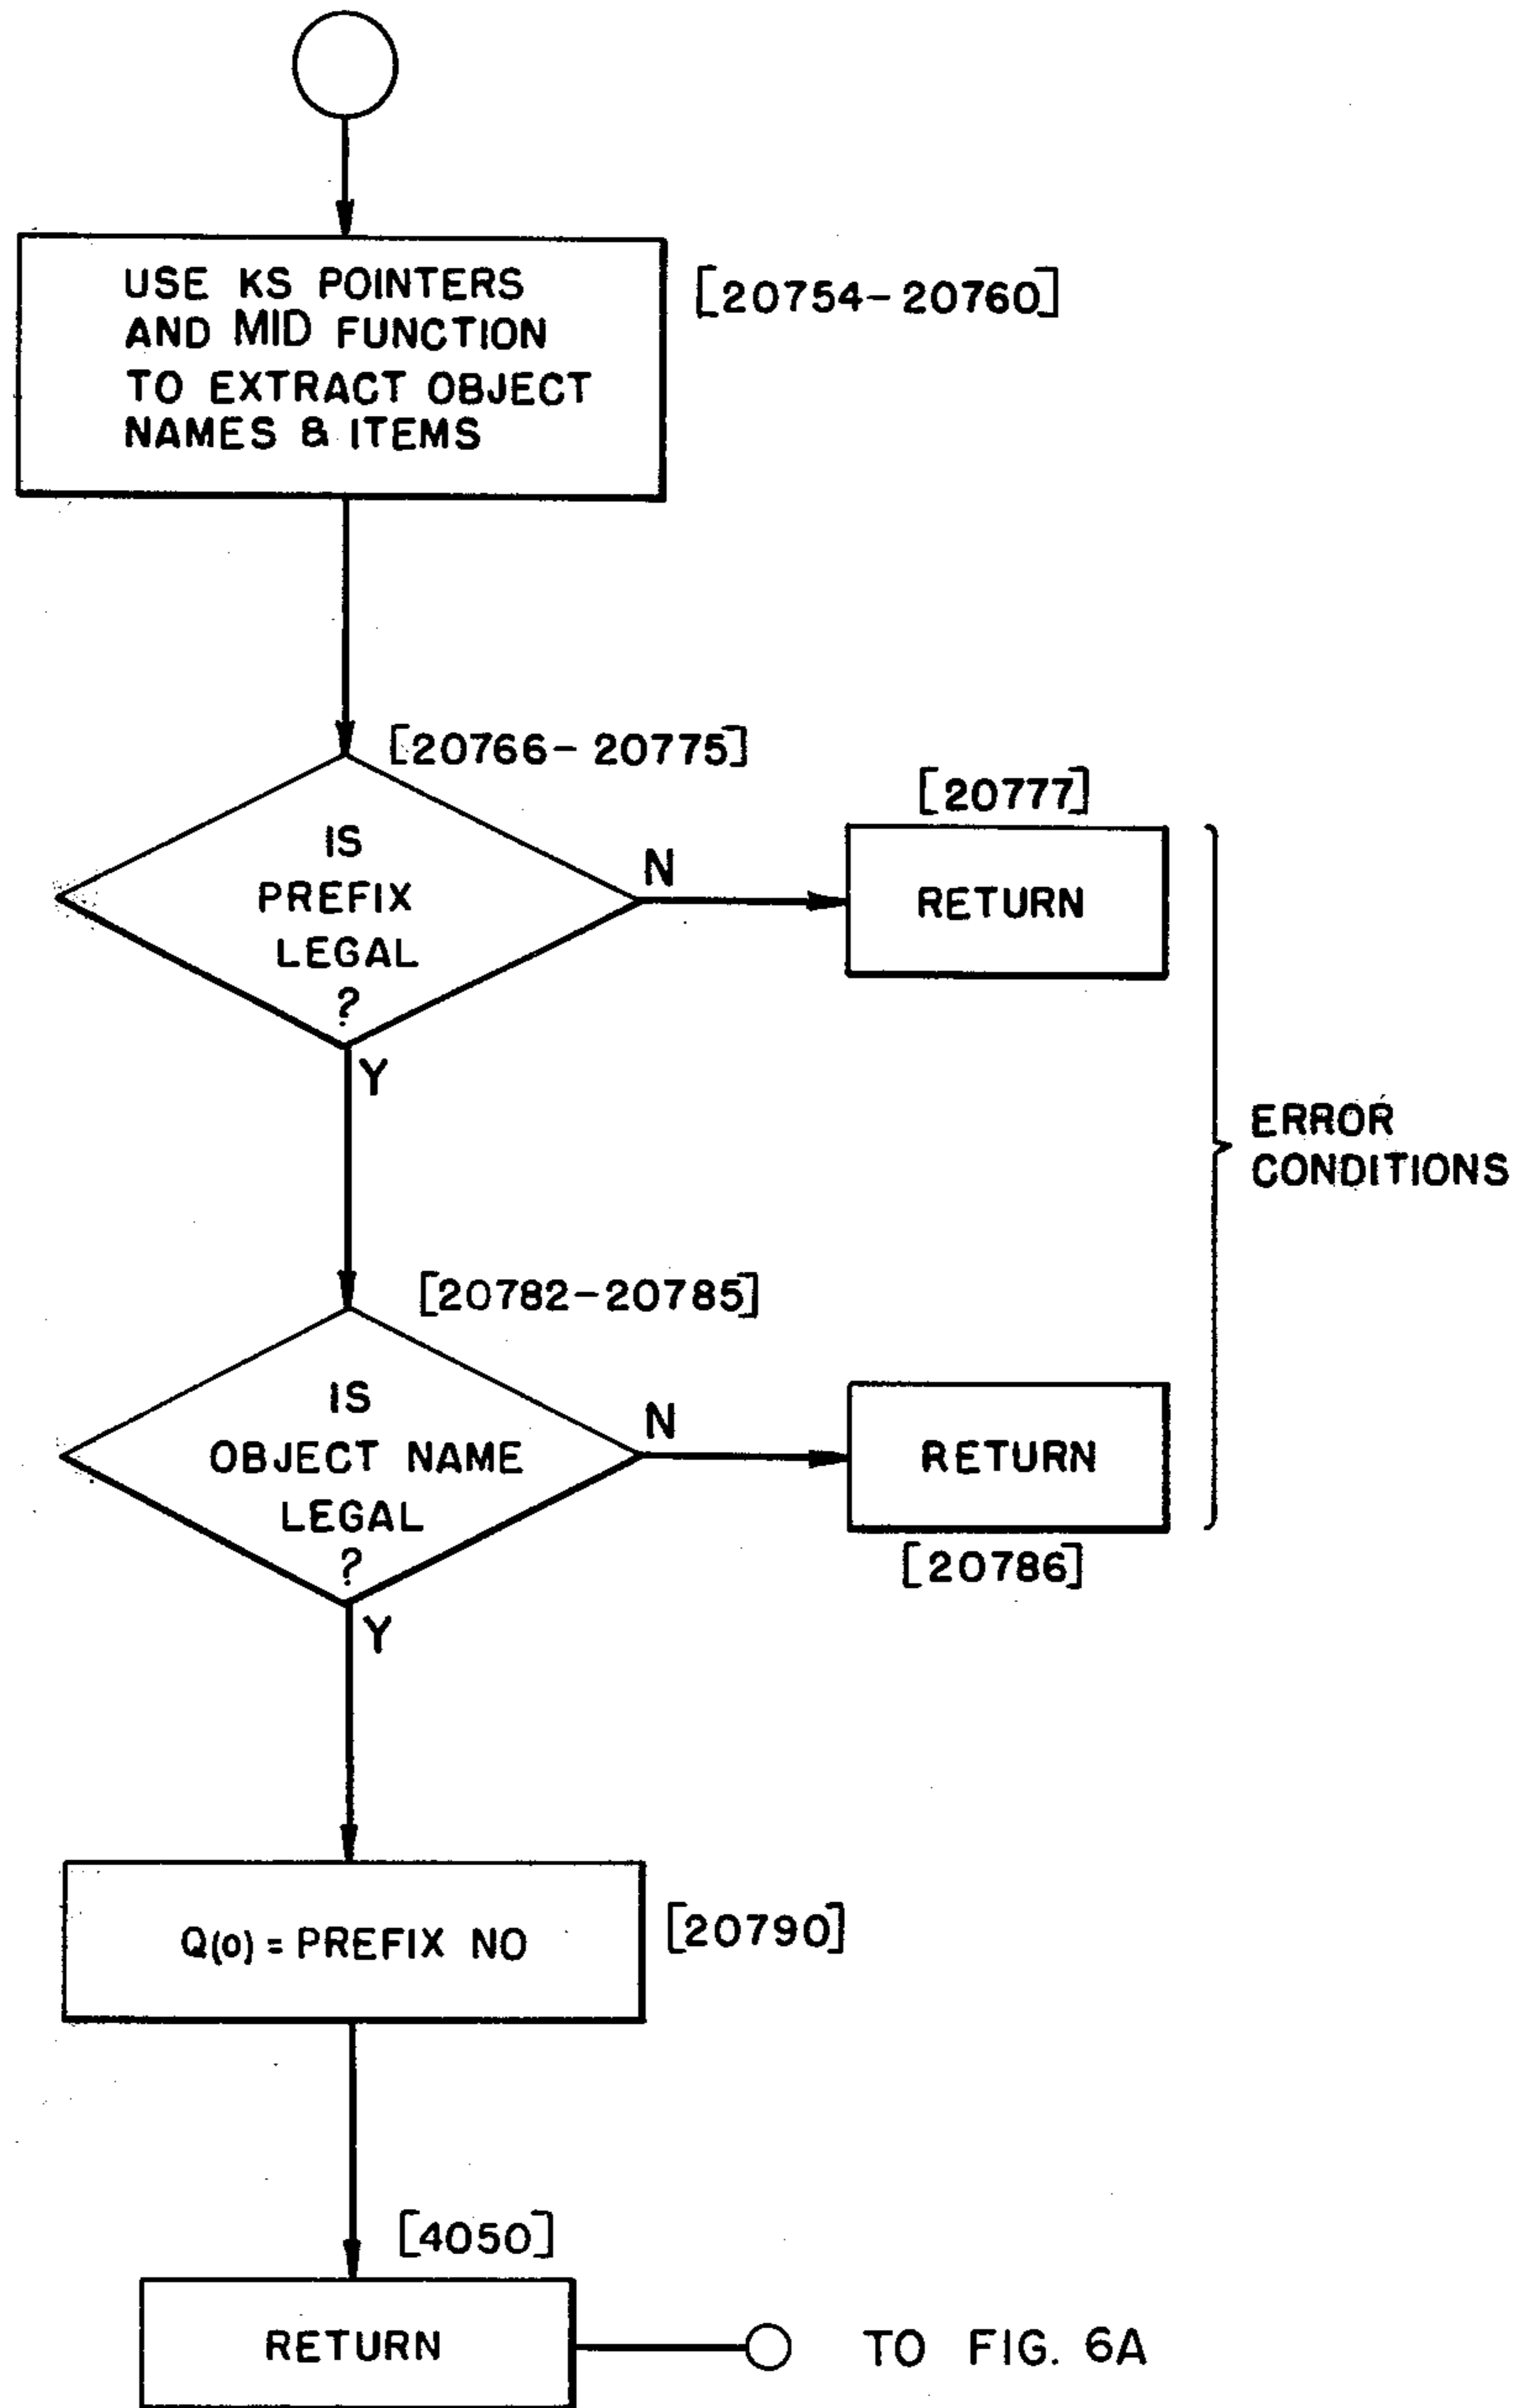 USE KS POINTERS
AND MID FUNCTION
TO EXTRACT OBJECT
NAMES & ITEMS
[20754-20760]
[20766-20775]
IS
PREFIX
LEGAL
?
N
[20777]
RETURN
Y
ERROR
CONDITIONS
[20782-20785]
IS
OBJECT NAME
LEGAL
?
N
RETURN
[20786]
Y
Q(0) = PREFIX NO
[20790]
[4050]
RETURN
TO FIG. 6A